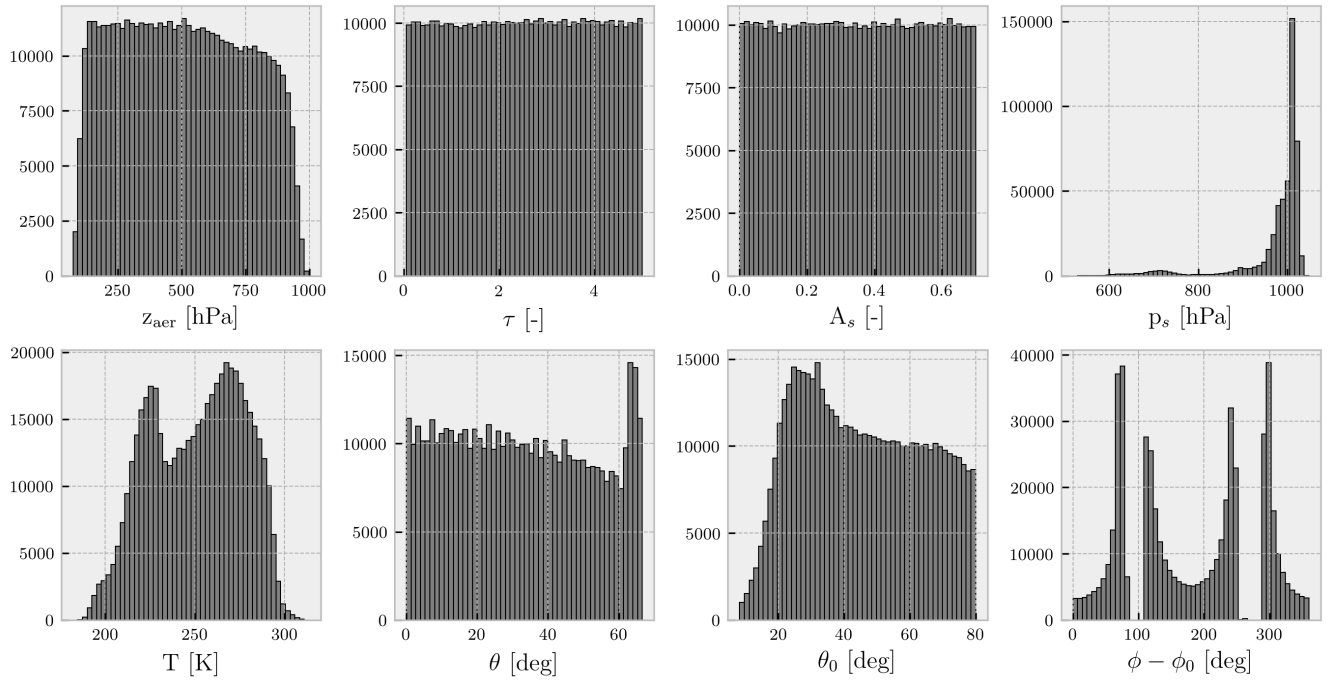 10000
7500
5000
2500
0
250 500 750 1000
z_aer [hPa]
10000
7500
5000
2500
0
0 2 4
τ [-]
10000
7500
5000
2500
0
0.0 0.2 0.4 0.6
A_s [-]
150000
100000
50000
0
600 800 1000
p_s [hPa]
20000
15000
10000
5000
0
200 250 300
T [K]
15000
10000
5000
0
0 20 40 60
θ [deg]
15000
10000
5000
0
20 40 60 80
θ_0 [deg]
40000
30000
20000
10000
0
0 100 200 300
ϕ − ϕ_0 [deg]